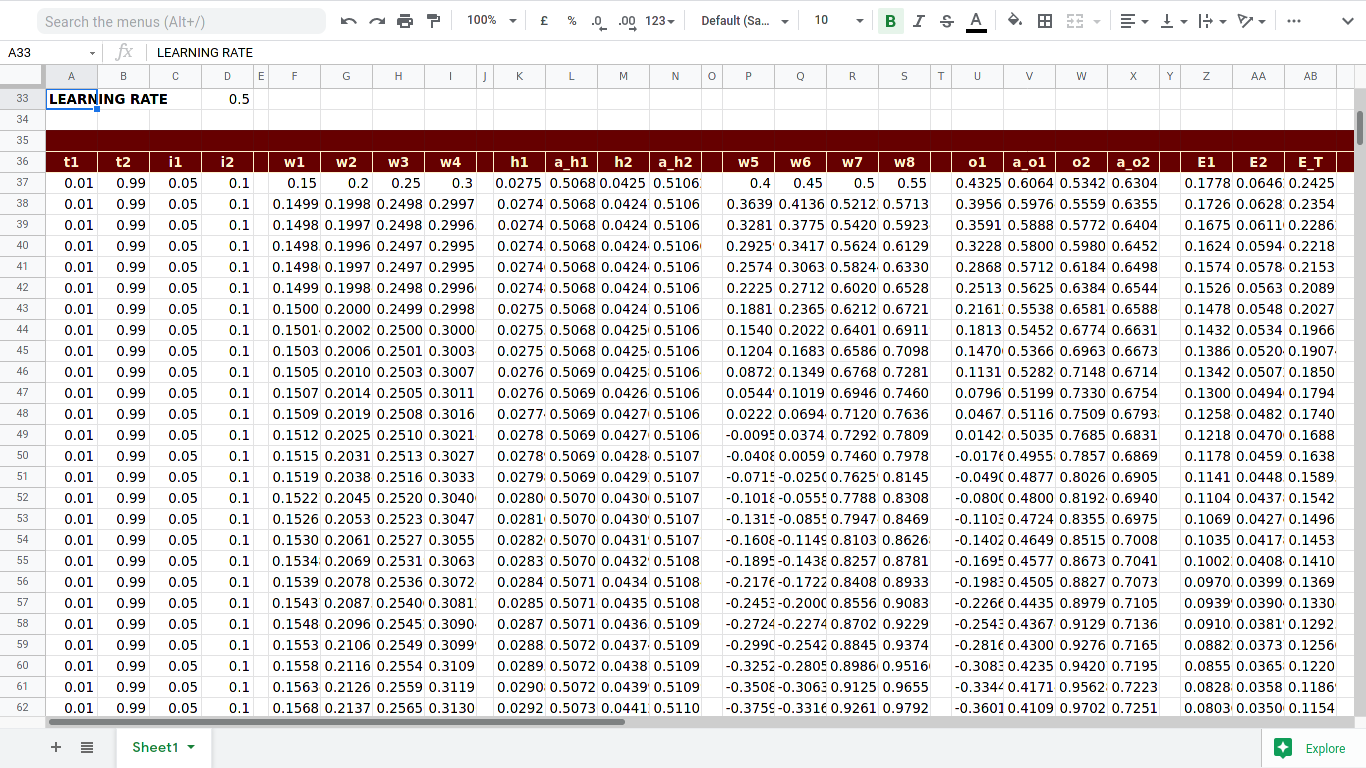 Search the menus (Alt+/) 100% £ % .0 .00 123 Default (Sa... 10 B I S A
A33 fx LEARNING RATE
A B C D E F G H I J K L M N O P Q R S T U V W X Y Z AA AB
33 LEARNING RATE 0.5
34
35
36 t1 t2 i1 i2 w1 w2 w3 w4 h1 a_h1 h2 a_h2 w5 w6 w7 w8 o1 a_o1 o2 a_o2 E1 E2 E_T
37 0.01 0.99 0.05 0.1 0.15 0.2 0.25 0.3 0.0275 0.5068 0.0425 0.5106 0.4 0.45 0.5 0.55 0.4325 0.6064 0.5342 0.6304 0.1778 0.0646 0.2425
38 0.01 0.99 0.05 0.1 0.1499 0.1998 0.2498 0.2997 0.0274 0.5068 0.0424 0.5106 0.3639 0.4136 0.5212 0.5713 0.3956 0.5976 0.5559 0.6355 0.1726 0.0628 0.2354
39 0.01 0.99 0.05 0.1 0.1498 0.1997 0.2498 0.2996 0.0274 0.5068 0.0424 0.5106 0.3281 0.3775 0.5420 0.5923 0.3591 0.5888 0.5772 0.6404 0.1675 0.0611 0.2286
40 0.01 0.99 0.05 0.1 0.1498 0.1996 0.2497 0.2995 0.0274 0.5068 0.0424 0.5106 0.2925 0.3417 0.5624 0.6129 0.3228 0.5800 0.5980 0.6452 0.1624 0.0594 0.2218
41 0.01 0.99 0.05 0.1 0.1498 0.1997 0.2497 0.2995 0.0274 0.5068 0.0424 0.5106 0.2574 0.3063 0.5824 0.6330 0.2868 0.5712 0.6184 0.6498 0.1574 0.0578 0.2153
42 0.01 0.99 0.05 0.1 0.1499 0.1998 0.2498 0.2996 0.0274 0.5068 0.0424 0.5106 0.2225 0.2712 0.6020 0.6528 0.2513 0.5625 0.6384 0.6544 0.1526 0.0563 0.2089
43 0.01 0.99 0.05 0.1 0.1500 0.2000 0.2499 0.2998 0.0275 0.5068 0.0424 0.5106 0.1881 0.2365 0.6212 0.6721 0.2161 0.5538 0.6581 0.6588 0.1478 0.0548 0.2027
44 0.01 0.99 0.05 0.1 0.1501 0.2002 0.2500 0.3000 0.0275 0.5068 0.0425 0.5106 0.1540 0.2022 0.6401 0.6911 0.1813 0.5452 0.6774 0.6631 0.1432 0.0534 0.1966
45 0.01 0.99 0.05 0.1 0.1503 0.2006 0.2501 0.3003 0.0275 0.5068 0.0425 0.5106 0.1204 0.1683 0.6586 0.7098 0.1470 0.5366 0.6963 0.6673 0.1386 0.0520 0.1907
46 0.01 0.99 0.05 0.1 0.1505 0.2010 0.2503 0.3007 0.0276 0.5069 0.0425 0.5106 0.0872 0.1349 0.6768 0.7281 0.1131 0.5282 0.7148 0.6714 0.1342 0.0507 0.1850
47 0.01 0.99 0.05 0.1 0.1507 0.2014 0.2505 0.3011 0.0276 0.5069 0.0426 0.5106 0.0544 0.1019 0.6946 0.7460 0.0796 0.5199 0.7330 0.6754 0.1300 0.0494 0.1794
48 0.01 0.99 0.05 0.1 0.1509 0.2019 0.2508 0.3016 0.0277 0.5069 0.0427 0.5106 0.0222 0.0694 0.7120 0.7636 0.0467 0.5116 0.7509 0.6793 0.1258 0.0482 0.1740
49 0.01 0.99 0.05 0.1 0.1512 0.2025 0.2510 0.3021 0.0278 0.5069 0.0427 0.5106 -0.0095 0.0374 0.7292 0.7809 0.0142 0.5035 0.7685 0.6831 0.1218 0.0470 0.1688
50 0.01 0.99 0.05 0.1 0.1515 0.2031 0.2513 0.3027 0.0278 0.5069 0.0428 0.5107 -0.0408 0.0059 0.7460 0.7978 -0.0176 0.4955 0.7857 0.6869 0.1178 0.0459 0.1638
51 0.01 0.99 0.05 0.1 0.1519 0.2038 0.2516 0.3033 0.0279 0.5069 0.0429 0.5107 -0.0715 -0.0250 0.7625 0.8145 -0.0490 0.4877 0.8026 0.6905 0.1141 0.0448 0.1589
52 0.01 0.99 0.05 0.1 0.1522 0.2045 0.2520 0.3040 0.0280 0.5070 0.0430 0.5107 -0.1018 -0.0555 0.7788 0.8308 -0.0800 0.4800 0.8192 0.6940 0.1104 0.0437 0.1542
53 0.01 0.99 0.05 0.1 0.1526 0.2053 0.2523 0.3047 0.0281 0.5070 0.0430 0.5107 -0.1315 -0.0855 0.7947 0.8469 -0.1103 0.4724 0.8355 0.6975 0.1069 0.0427 0.1496
54 0.01 0.99 0.05 0.1 0.1530 0.2061 0.2527 0.3055 0.0282 0.5070 0.0431 0.5107 -0.1608 -0.1149 0.8103 0.8626 -0.1402 0.4649 0.8515 0.7008 0.1035 0.0417 0.1453
55 0.01 0.99 0.05 0.1 0.1534 0.2069 0.2531 0.3063 0.0283 0.5070 0.0432 0.5108 -0.1895 -0.1438 0.8257 0.8781 -0.1695 0.4577 0.8673 0.7041 0.1002 0.0408 0.1410
56 0.01 0.99 0.05 0.1 0.1539 0.2078 0.2536 0.3072 0.0284 0.5071 0.0434 0.5108 -0.2176 -0.1722 0.8408 0.8933 -0.1983 0.4505 0.8827 0.7073 0.0970 0.0399 0.1369
57 0.01 0.99 0.05 0.1 0.1543 0.2087 0.2540 0.3081 0.0285 0.5071 0.0435 0.5108 -0.2453 -0.2000 0.8556 0.9083 -0.2266 0.4435 0.8979 0.7105 0.0939 0.0390 0.1330
58 0.01 0.99 0.05 0.1 0.1548 0.2096 0.2545 0.3090 0.0287 0.5071 0.0436 0.5109 -0.2724 -0.2274 0.8702 0.9229 -0.2543 0.4367 0.9129 0.7136 0.0910 0.0381 0.1292
59 0.01 0.99 0.05 0.1 0.1553 0.2106 0.2549 0.3099 0.0288 0.5072 0.0437 0.5109 -0.2990 -0.2542 0.8845 0.9374 -0.2816 0.4300 0.9276 0.7165 0.0882 0.0373 0.1256
60 0.01 0.99 0.05 0.1 0.1558 0.2116 0.2554 0.3109 0.0289 0.5072 0.0438 0.5109 -0.3252 -0.2805 0.8986 0.9516 -0.3083 0.4235 0.9420 0.7195 0.0855 0.0365 0.1220
61 0.01 0.99 0.05 0.1 0.1563 0.2126 0.2559 0.3119 0.0290 0.5072 0.0439 0.5109 -0.3508 -0.3063 0.9125 0.9655 -0.3344 0.4171 0.9562 0.7223 0.0828 0.0358 0.1186
62 0.01 0.99 0.05 0.1 0.1568 0.2137 0.2565 0.3130 0.0292 0.5073 0.0441 0.5110 -0.3759 -0.3316 0.9261 0.9792 -0.3601 0.4109 0.9702 0.7251 0.0803 0.0350 0.1154
Sheet1 Explore